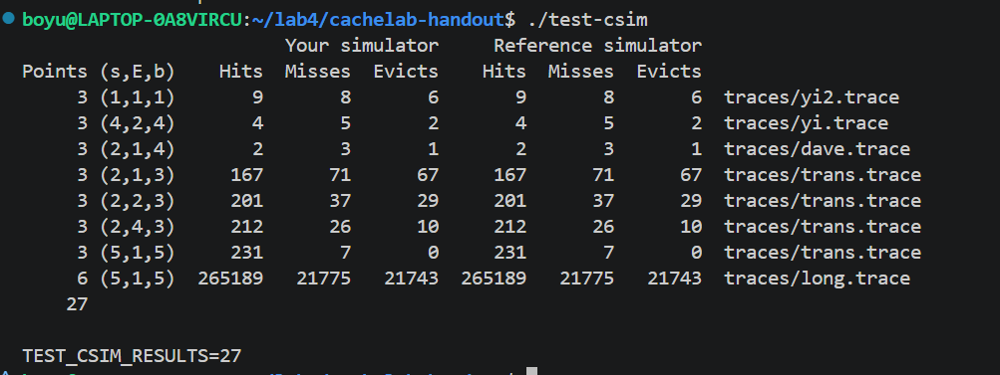 boyu@LAPTOP-0A8VIRCU:~/lab4/cachelab-handout$ ./test-csim
Your simulator Reference simulator
Points (s,E,b) Hits Misses Evicts Hits Misses Evicts
3 (1,1,1) 9 8 6 9 8 6 traces/yi2.trace
3 (4,2,4) 4 5 2 4 5 2 traces/yi.trace
3 (2,1,4) 2 3 1 2 3 1 traces/dave.trace
3 (2,1,3) 167 71 67 167 71 67 traces/trans.trace
3 (2,2,3) 201 37 29 201 37 29 traces/trans.trace
3 (2,4,3) 212 26 10 212 26 10 traces/trans.trace
3 (5,1,5) 231 7 0 231 7 0 traces/trans.trace
6 (5,1,5) 265189 21775 21743 265189 21775 21743 traces/long.trace
27
TEST_CSIM_RESULTS=27